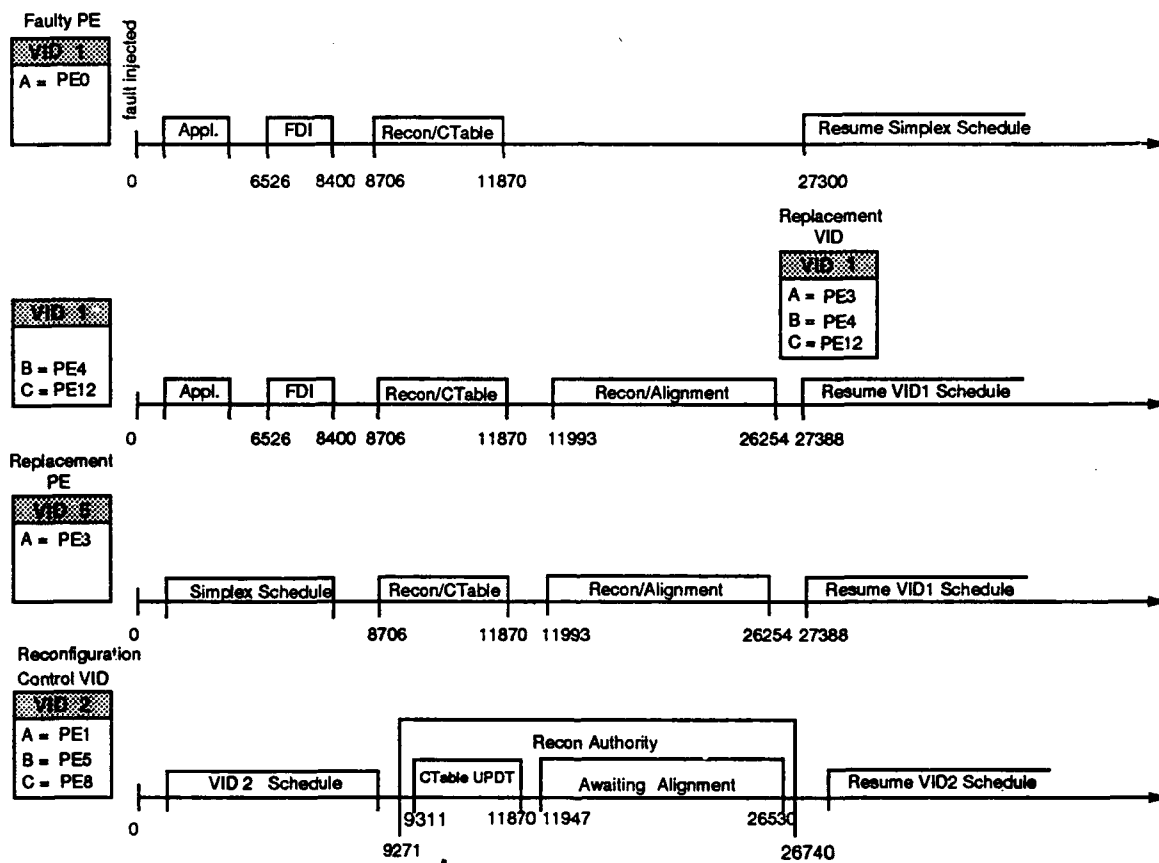 Faulty PE
VID 1
A = PE0
fault injected
Appl.
FDI
Recon/CTable
Resume Simplex Schedule
0
6526
8400
8706
11870
27300
Replacement
VID
VID 1
A = PE3
B = PE4
C = PE12
VID 1
B = PE4
C = PE12
Appl.
FDI
Recon/CTable
Recon/Alignment
Resume VID1 Schedule
0
6526
8400
8706
11870
11993
26254
27388
Replacement
PE
VID 5
A = PE3
Simplex Schedule
Recon/CTable
Recon/Alignment
Resume VID1 Schedule
0
8706
11870
11993
26254
27388
Reconfiguration
Control VID
VID 2
A = PE1
B = PE5
C = PE8
Recon Authority
VID 2 Schedule
CTable UPDT
Awaiting Alignment
Resume VID2 Schedule
0
9311
11870
11947
26530
9271
26740